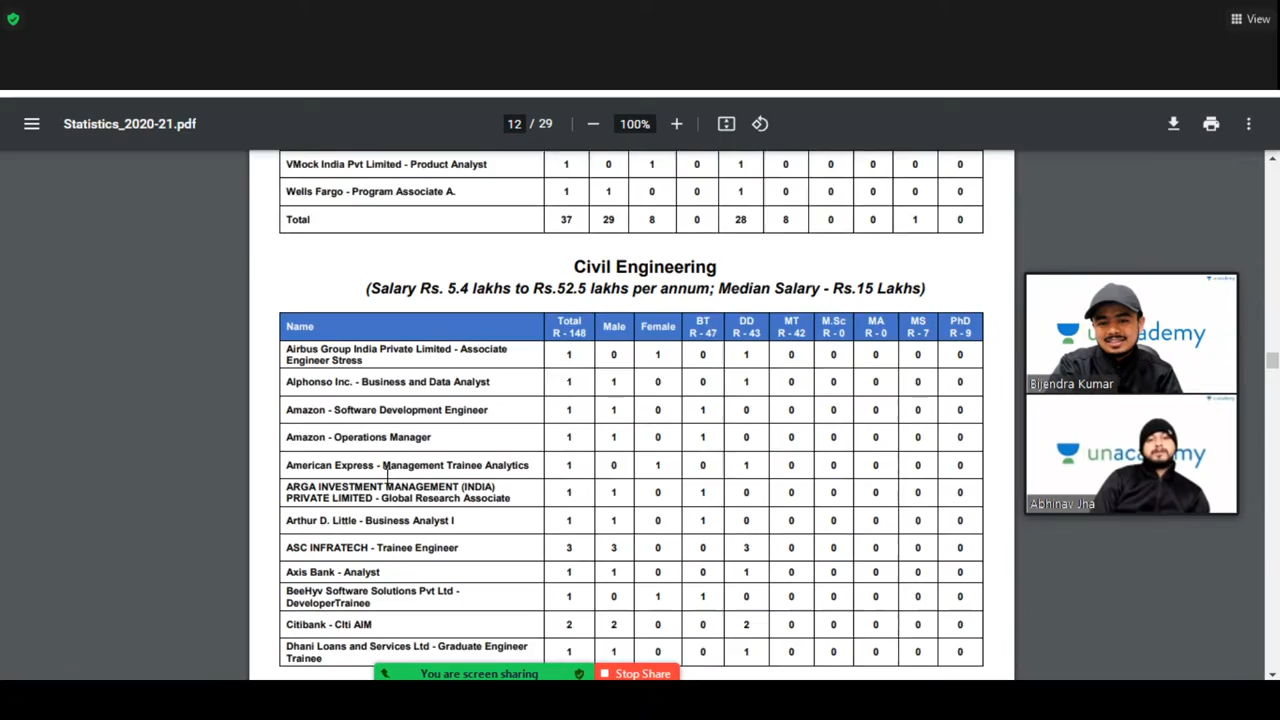 View
Statistics_2020-21.pdf
12 / 29
100%
VMock India Pvt Limited - Product Analyst 1 0 1 0 1 0 0 0 0 0
Wells Fargo - Program Associate A. 1 1 0 0 1 0 0 0 0 0
Total 37 29 8 0 28 8 0 0 1 0
Civil Engineering
(Salary Rs. 5.4 lakhs to Rs.52.5 lakhs per annum; Median Salary - Rs.15 Lakhs)
Name Total Male Female BT DD MT M.Sc MA MS PhD
R - 148 R - 47 R - 43 R - 42 R - 0 R - 0 R - 7 R - 9
Airbus Group India Private Limited - Associate
Engineer Stress 1 0 1 0 1 0 0 0 0 0
Alphonso Inc. - Business and Data Analyst 1 1 0 0 1 0 0 0 0 0
Amazon - Software Development Engineer 1 1 0 1 0 0 0 0 0 0
Amazon - Operations Manager 1 1 0 1 0 0 0 0 0 0
American Express - Management Trainee Analytics 1 0 1 0 1 0 0 0 0 0
ARGA INVESTMENT MANAGEMENT (INDIA)
PRIVATE LIMITED - Global Research Associate 1 1 0 1 0 0 0 0 0 0
Arthur D. Little - Business Analyst I 1 1 0 1 0 0 0 0 0 0
ASC INFRATECH - Trainee Engineer 3 3 0 0 3 0 0 0 0 0
Axis Bank - Analyst 1 1 0 0 1 0 0 0 0 0
BeeHyv Software Solutions Pvt Ltd -
DeveloperTrainee 1 0 1 1 0 0 0 0 0 0
Citibank - CIti AIM 2 2 0 0 2 0 0 0 0 0
Dhani Loans and Services Ltd - Graduate Engineer
Trainee 1 1 0 0 1 0 0 0 0 0
unacademy
Bijendra Kumar
unacademy
Abhinav Jha
You are screen sharing
Stop Share